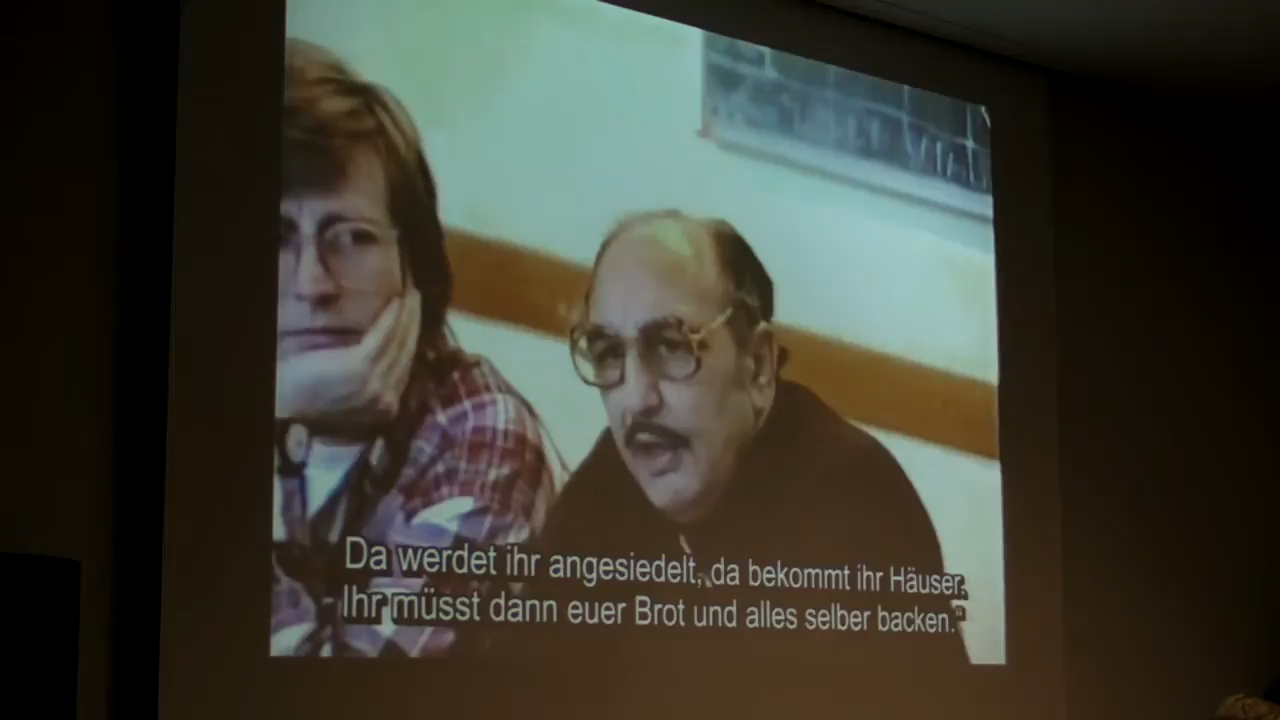 Da werdet ihr angesiedelt, da bekommt ihr Häuser.
Ihr müsst dann euer Brot und alles selber backen."